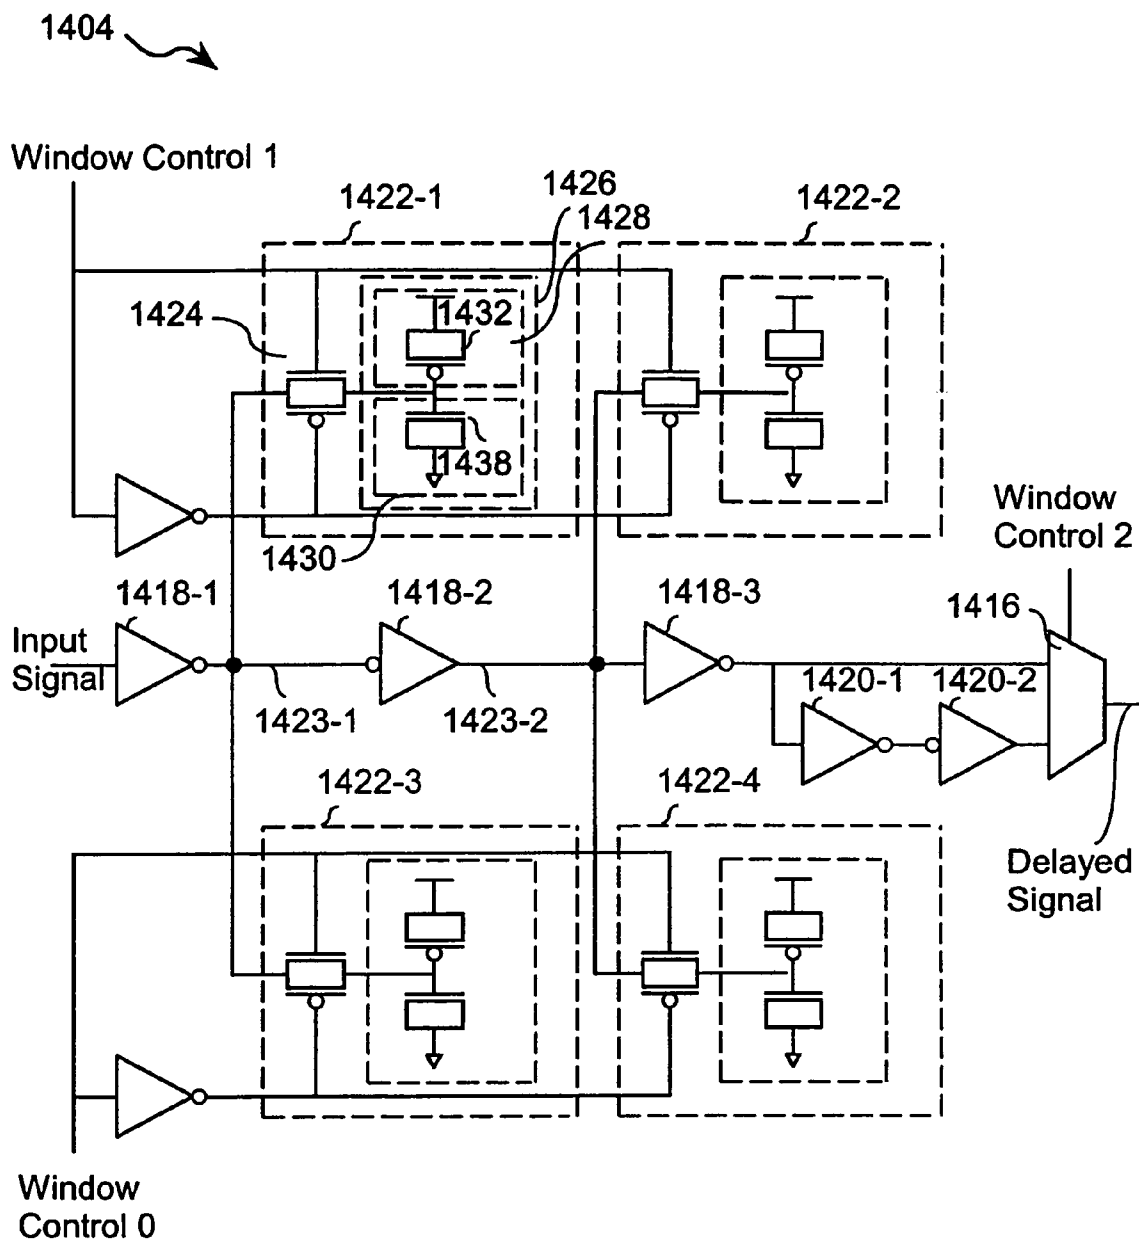 1404
Window Control 1
1422-1
1426
1428
1422-2
1424
1432
1438
1430
Window
Control 2
1418-1
1418-2
1418-3
1416
Input
Signal
1423-1
1423-2
1420-1
1420-2
1422-3
1422-4
Delayed
Signal
Window
Control 0